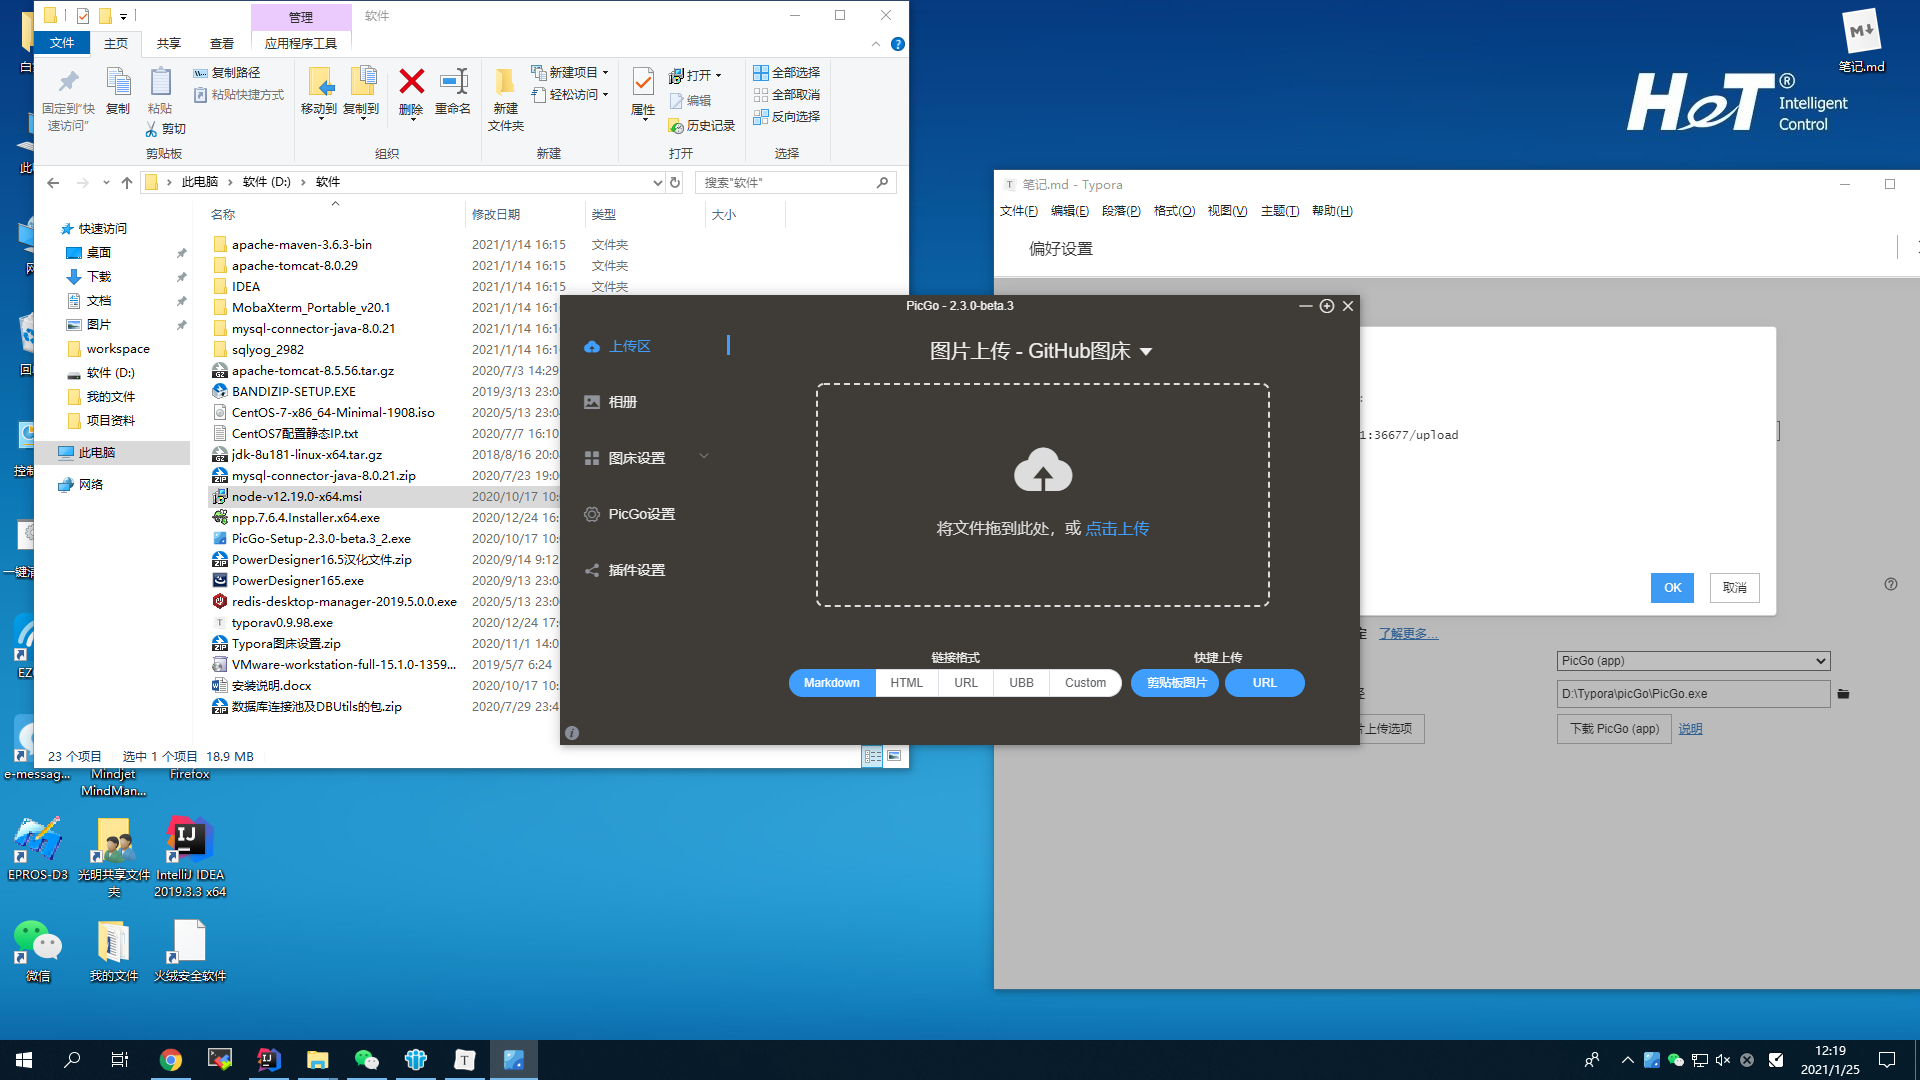 管理
软件
文件
主页
共享
查看
应用程序工具
固定到"快
速访问"
复制
粘贴
复制路径
粘贴快捷方式
剪切
移动到
复制到
删除
重命名
新建
文件夹
新建项目
轻松访问
属性
打开
编辑
历史记录
全部选择
全部取消
反向选择
剪贴板
组织
新建
打开
选择
此电脑
软件 (D:)
软件
搜索"软件"
名称
修改日期
类型
大小
快速访问
桌面
下载
文档
图片
workspace
软件 (D:)
我的文件
项目资料
此电脑
网络
apache-maven-3.6.3-bin 2021/1/14 16:15 文件夹
apache-tomcat-8.0.29 2021/1/14 16:15 文件夹
IDEA 2021/1/14 16:15 文件夹
MobaXterm_Portable_v20.1 2021/1/14 16:1
mysql-connector-java-8.0.21 2021/1/14 16:1
sqlyog_2982 2021/1/14 16:1
apache-tomcat-8.5.56.tar.gz 2020/7/3 14:29
BANDIZIP-SETUP.EXE 2019/3/13 23:0
CentOS-7-x86_64-Minimal-1908.iso 2020/5/13 23:0
CentOS7配置静态IP.txt 2020/7/7 16:10
jdk-8u181-linux-x64.tar.gz 2018/8/16 20:0
mysql-connector-java-8.0.21.zip 2020/7/23 19:0
node-v12.19.0-x64.msi 2020/10/17 10:
npp.7.6.4.Installer.x64.exe 2020/12/24 16:
PicGo-Setup-2.3.0-beta.3_2.exe 2020/10/17 10:
PowerDesigner16.5汉化文件.zip 2020/9/14 9:12
PowerDesigner165.exe 2020/9/13 23:0
redis-desktop-manager-2019.5.0.0.exe 2020/5/13 23:0
typorav0.9.98.exe 2020/12/24 17:
Typora图床设置.zip 2020/11/1 14:0
VMware-workstation-full-15.1.0-1359... 2019/5/7 6:24
安装说明.docx 2020/10/17 10:
数据库连接池及DBUtils的包.zip 2020/7/29 23:4
23 个项目
选中 1 个项目 18.9 MB
PicGo - 2.3.0-beta.3
上传区
相册
图床设置
PicGo设置
插件设置
图片上传 - GitHub图床
将文件拖到此处，或 点击上传
链接格式
快捷上传
Markdown
HTML
URL
UBB
Custom
剪贴板图片
URL
笔记.md
HeT
®
Intelligent
Control
T 笔记.md - Typora
文件(F)
编辑(E)
段落(P)
格式(O)
视图(V)
主题(T)
帮助(H)
偏好设置
:
1:36677/upload
OK
取消
了解更多...
PicGo (app)
D:\Typora\picGo\PicGo.exe
上传选项
下载 PicGo (app)
说明
e-messag...
Mindjet
MindMan...
Firefox
EPROS-D3
光明共享文件
夹
IntelliJ IDEA
2019.3.3 x64
微信
我的文件
火绒安全软件
12:19
2021/1/25